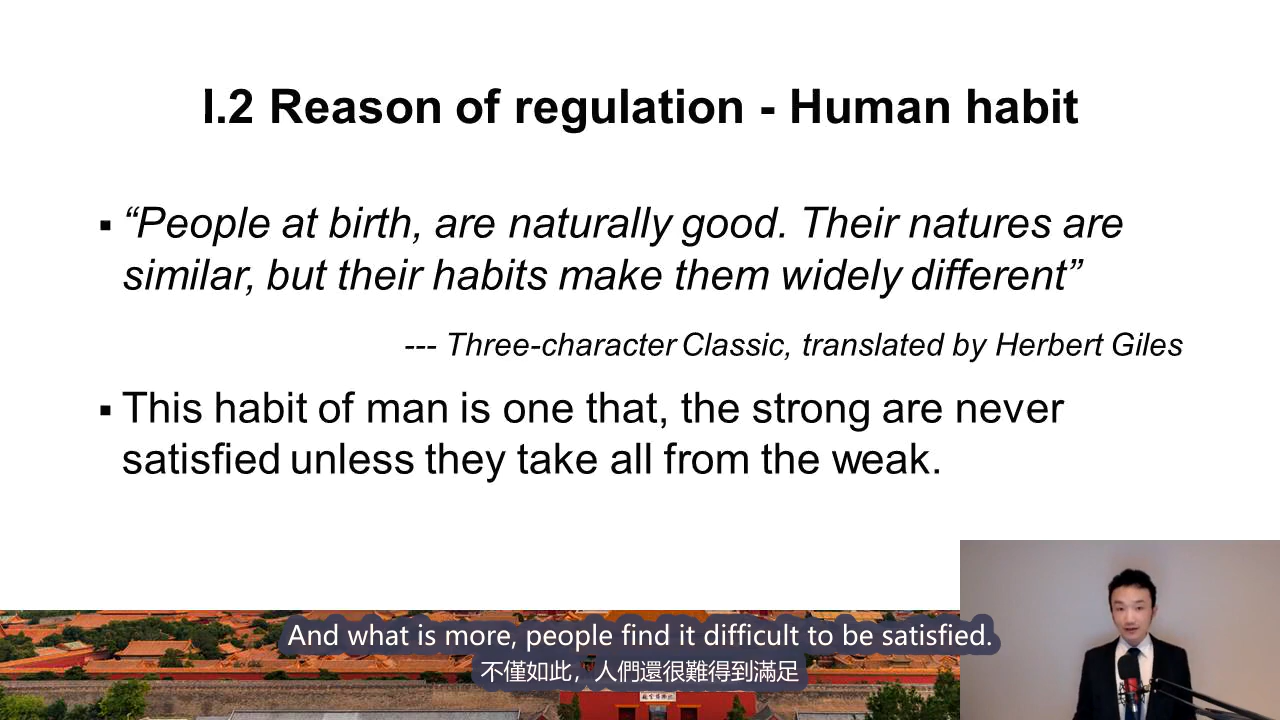 I.2 Reason of regulation - Human habit
▪ “People at birth, are naturally good. Their natures are
similar, but their habits make them widely different”
--- Three-character Classic, translated by Herbert Giles
▪ This habit of man is one that, the strong are never
satisfied unless they take all from the weak.
And what is more, people find it difficult to be satisfied.
不僅如此，人們還很難得到滿足